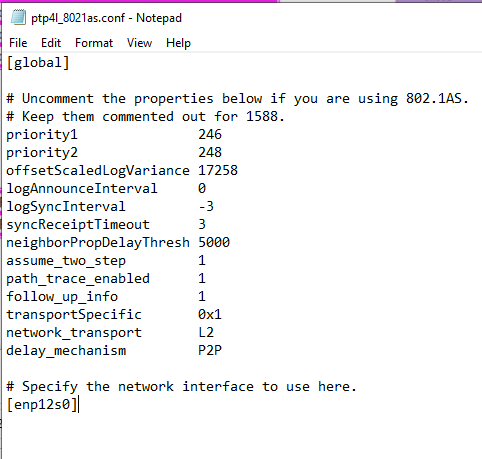 ptp4l_8021as.conf - Notepad
File Edit Format View Help
[global]
# Uncomment the properties below if you are using 802.1AS.
# Keep them commented out for 1588.
priority1 246
priority2 248
offsetScaledLogVariance 17258
logAnnounceInterval 0
logSyncInterval -3
syncReceiptTimeout 3
neighborPropDelayThresh 5000
assume_two_step 1
path_trace_enabled 1
follow_up_info 1
transportSpecific 0x1
network_transport L2
delay_mechanism P2P
# Specify the network interface to use here.
[enp12s0]